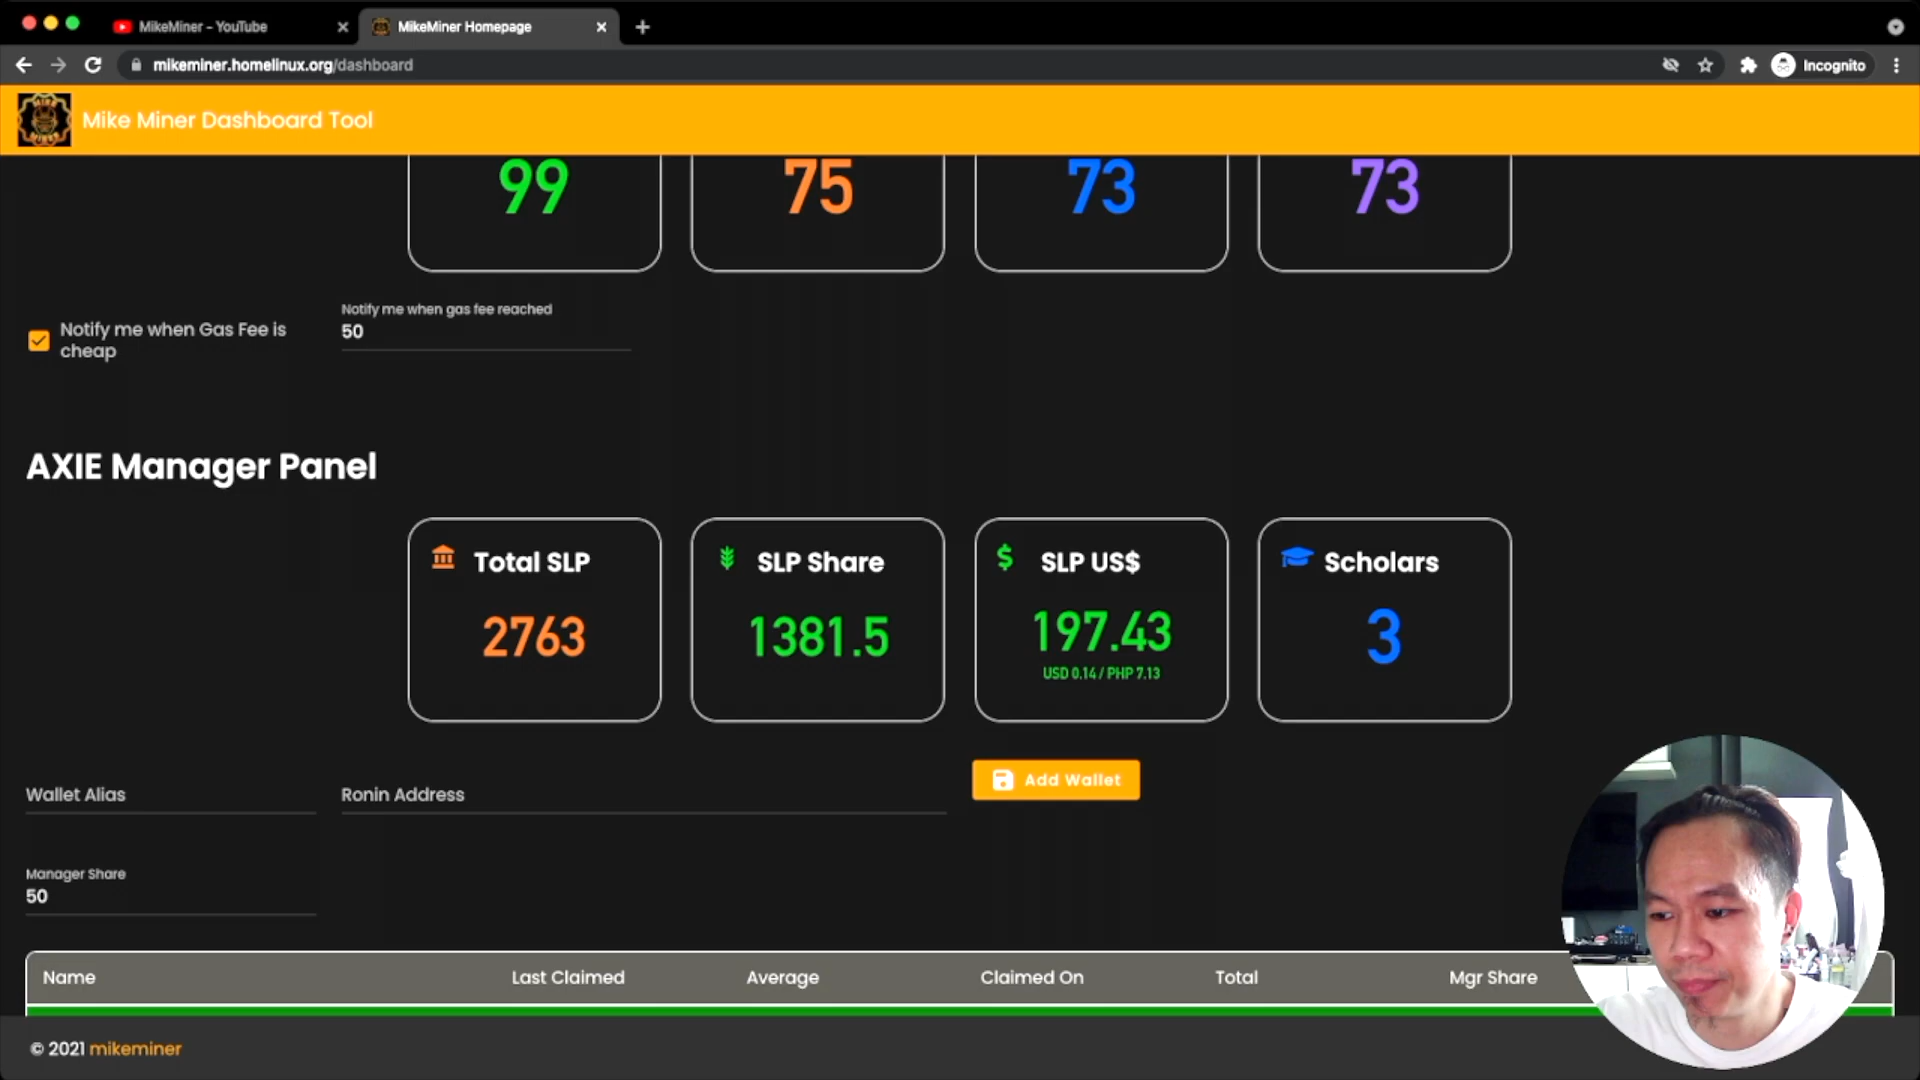 MikeMiner - YouTube
MikeMiner Homepage
mikeminer.homelinux.org/dashboard
Incognito
MIKE
MINER
Mike Miner Dashboard Tool
99
75
73
73
Notify me when Gas Fee is
cheap
Notify me when gas fee reached
50
AXIE Manager Panel
Total SLP
2763
SLP Share
1381.5
SLP US$
197.43
USD 0.14 / PHP 7.13
Scholars
3
Wallet Alias
Ronin Address
Add Wallet
Manager Share
50
Name
Last Claimed
Average
Claimed On
Total
Mgr Share
© 2021 mikeminer